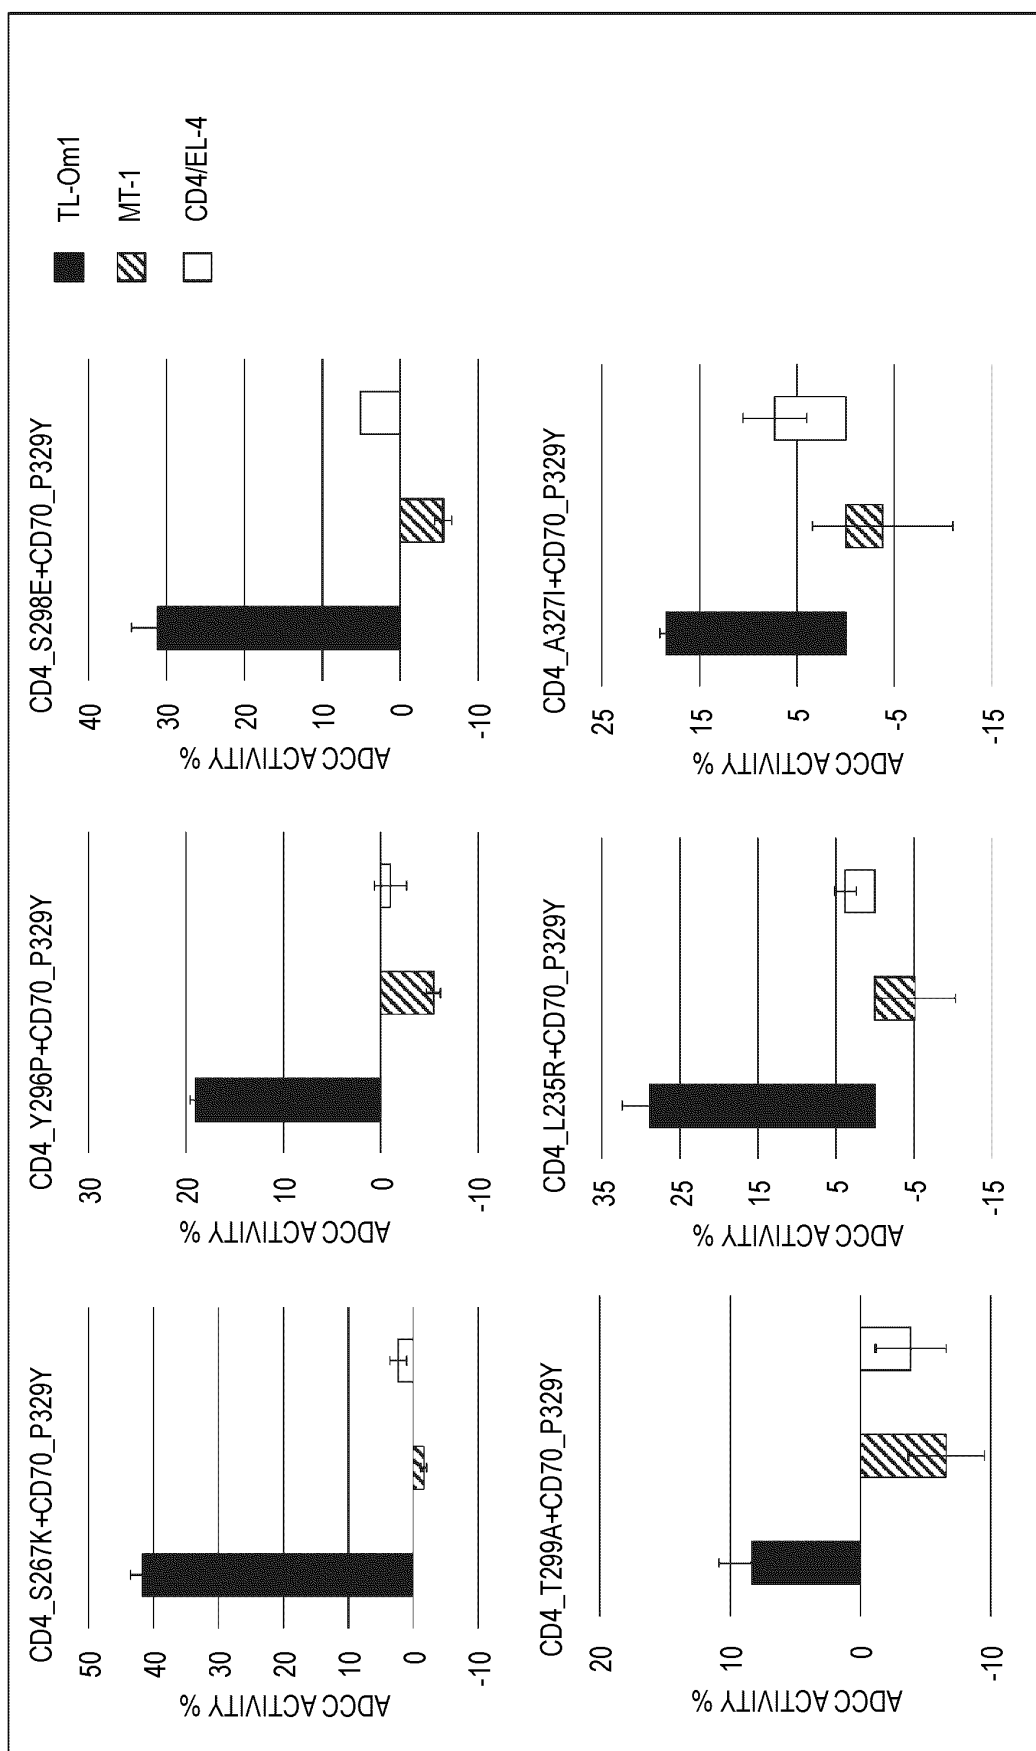 CD4_S267K+CD70_P329Y
ADCC ACTIVITY %
50
40
30
20
10
0
-10
CD4_Y296P+CD70_P329Y
ADCC ACTIVITY %
30
20
10
0
-10
CD4_S298E+CD70_P329Y
ADCC ACTIVITY %
40
30
20
10
0
-10
TL-Om1
MT-1
CD4/EL-4
CD4_T299A+CD70_P329Y
ADCC ACTIVITY %
20
10
0
-10
CD4_L235R+CD70_P329Y
ADCC ACTIVITY %
35
25
15
5
-5
-15
CD4_A327I+CD70_P329Y
ADCC ACTIVITY %
25
15
5
-5
-15